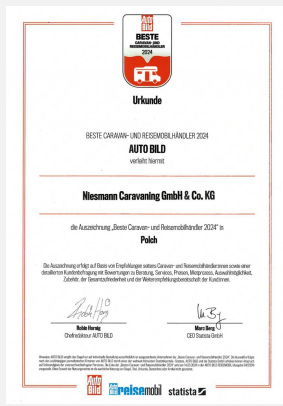 Auto
Bild
BESTE
CARAVAN- UND
REISEMOBILHÄNDLER
2024
Urkunde
BESTE CARAVAN- UND REISEMOBILHÄNDLER 2024
AUTO BILD
verleiht hiermit
Niesmann Caravaning GmbH & Co. KG
die Auszeichnung „Beste Caravan- und Reisemobilhändler 2024" in
Polch
Die Auszeichnung erfolgt auf Basis von Empfehlungen seitens Caravan- und Reisemobilhändler:innen sowie einer
detaillierten Kundenbefragung mit Bewertungen zu Beratung, Services, Preisen, Mietprozess, Auswahlmöglichkeit,
Zubehör, der Gesamtzufriedenheit und der Weiterempfehlungsbereitschaft der Kund:innen.
Robin Hornig
Marc Berg
Chefredakteur AUTO BILD
CEO Statista GmbH
Auto
Bild
reisemobil
statista